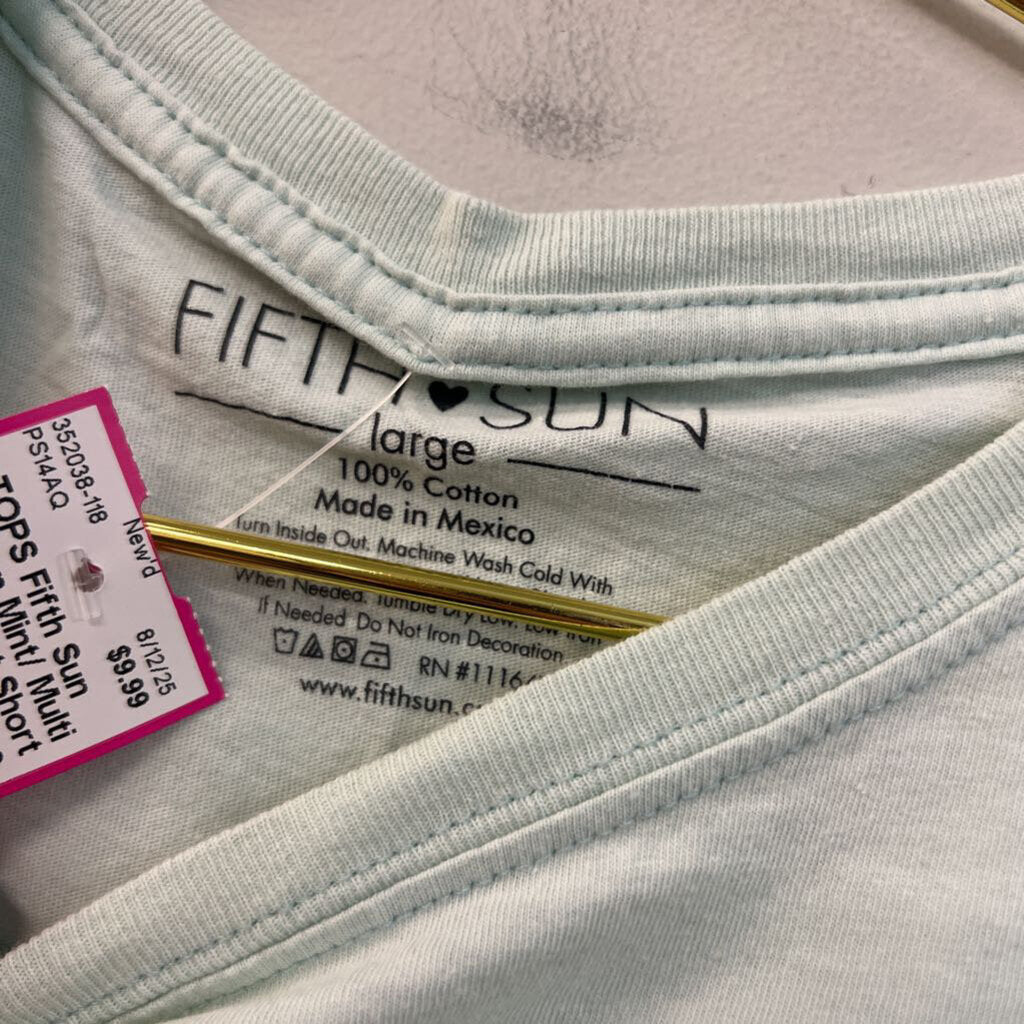 FIFTH SUN
large
100% Cotton
Made in Mexico
Turn Inside Out. Machine Wash Cold With
When Needed. Tumble Dry Low. Low Iron
If Needed Do Not Iron Decoration
RN #1116
www.fifthsun.c
352038-118
PS14AQ
New'd
8/12/25
$9.99
TOPS Fifth Sun
Mint/ Multi
Short